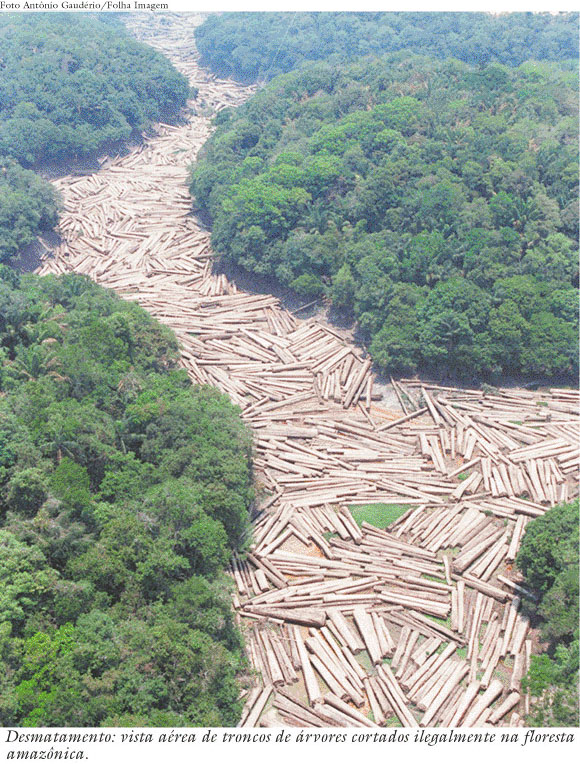 Foto Antônio Gaudério/Folha Imagem
Desmatamento: vista aérea de troncos de árvores cortados ilegalmente na floresta
amazônica.